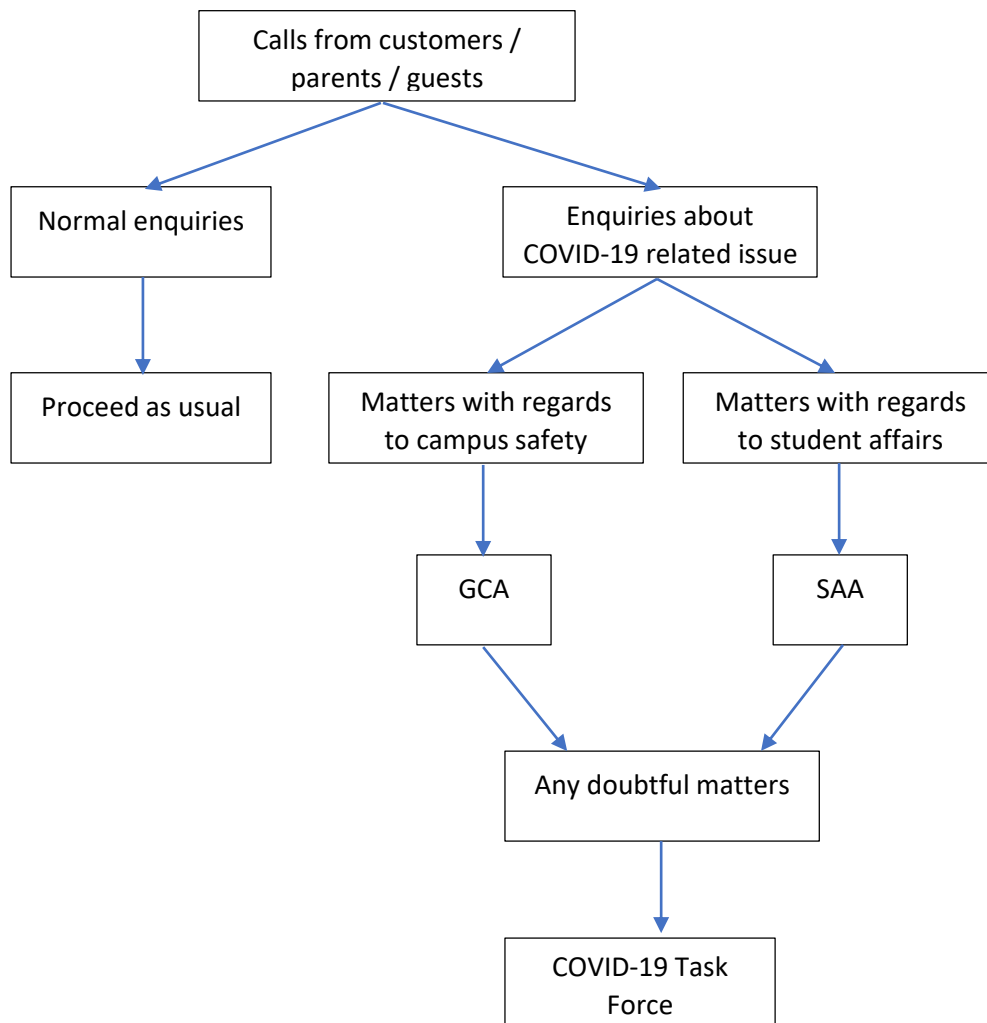 Calls from customers /
parents / guests
Normal enquiries
Enquiries about
COVID-19 related issue
Proceed as usual
Matters with regards
to campus safety
Matters with regards
to student affairs
GCA
SAA
Any doubtful matters
COVID-19 Task
Force